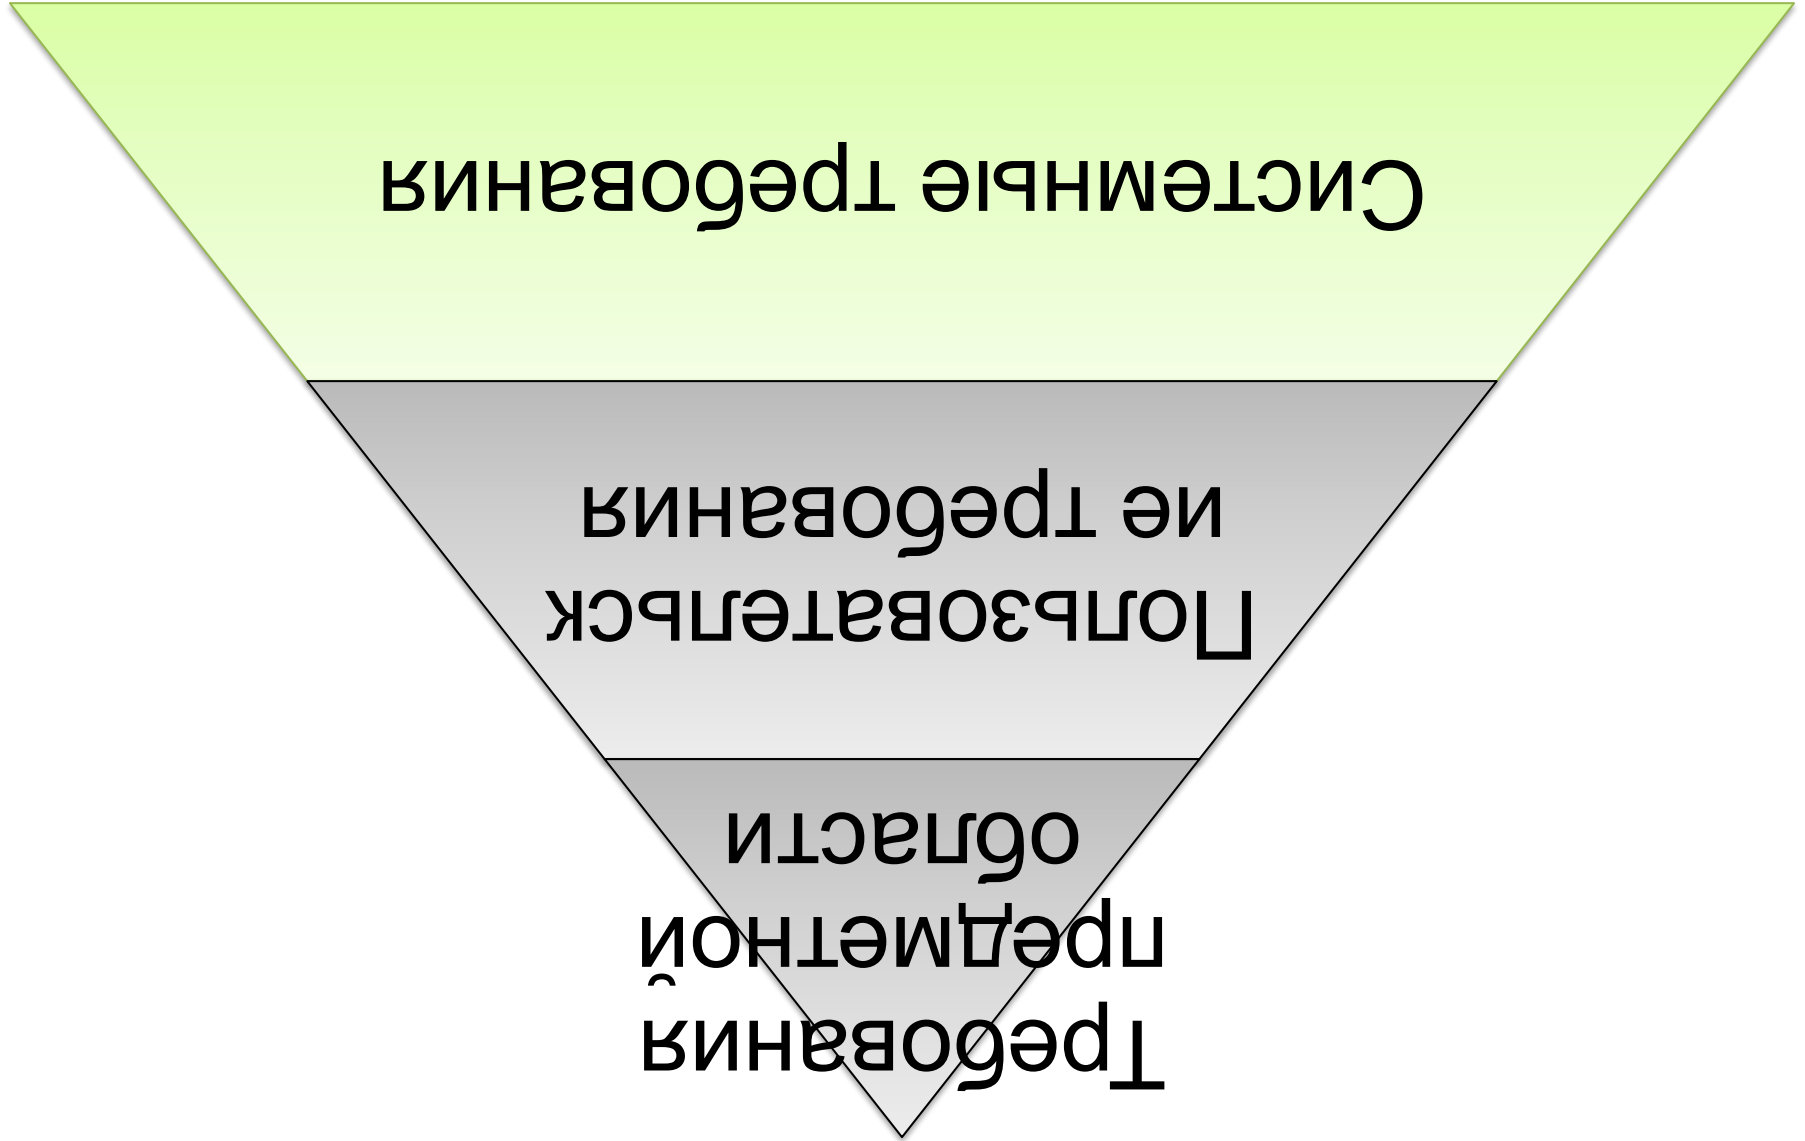 Требования
предметной
области
Пользовательск
ие требования
Системные требования